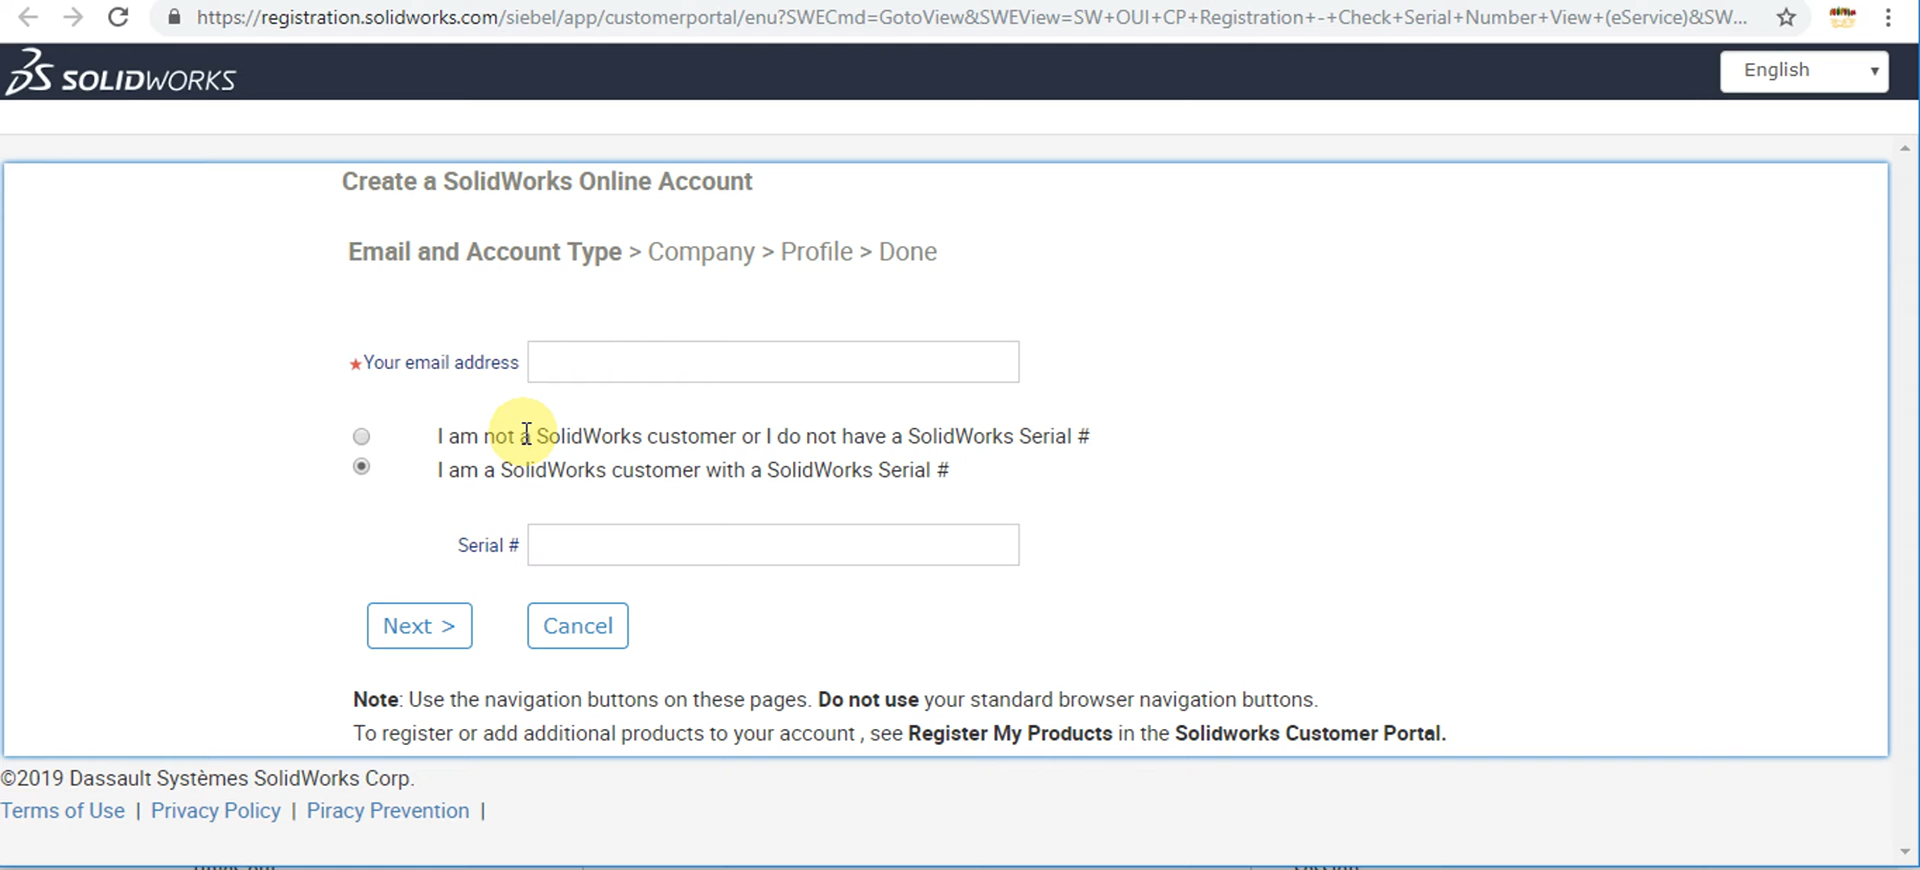 https://registration.solidworks.com/siebel/app/customerportal/enu?SWECmd=GotoView&SWEView=SW+OUI+CP+Registration+-+Check+Serial+Number+View+(eService)&SW...
SOLIDWORKS
English
Create a SolidWorks Online Account
Email and Account Type > Company > Profile > Done
★Your email address
I am not a SolidWorks customer or I do not have a SolidWorks Serial #
I am a SolidWorks customer with a SolidWorks Serial #
Serial #
Next > Cancel
Note: Use the navigation buttons on these pages. Do not use your standard browser navigation buttons.
To register or add additional products to your account , see Register My Products in the Solidworks Customer Portal.
©2019 Dassault Systèmes SolidWorks Corp.
Terms of Use | Privacy Policy | Piracy Prevention |